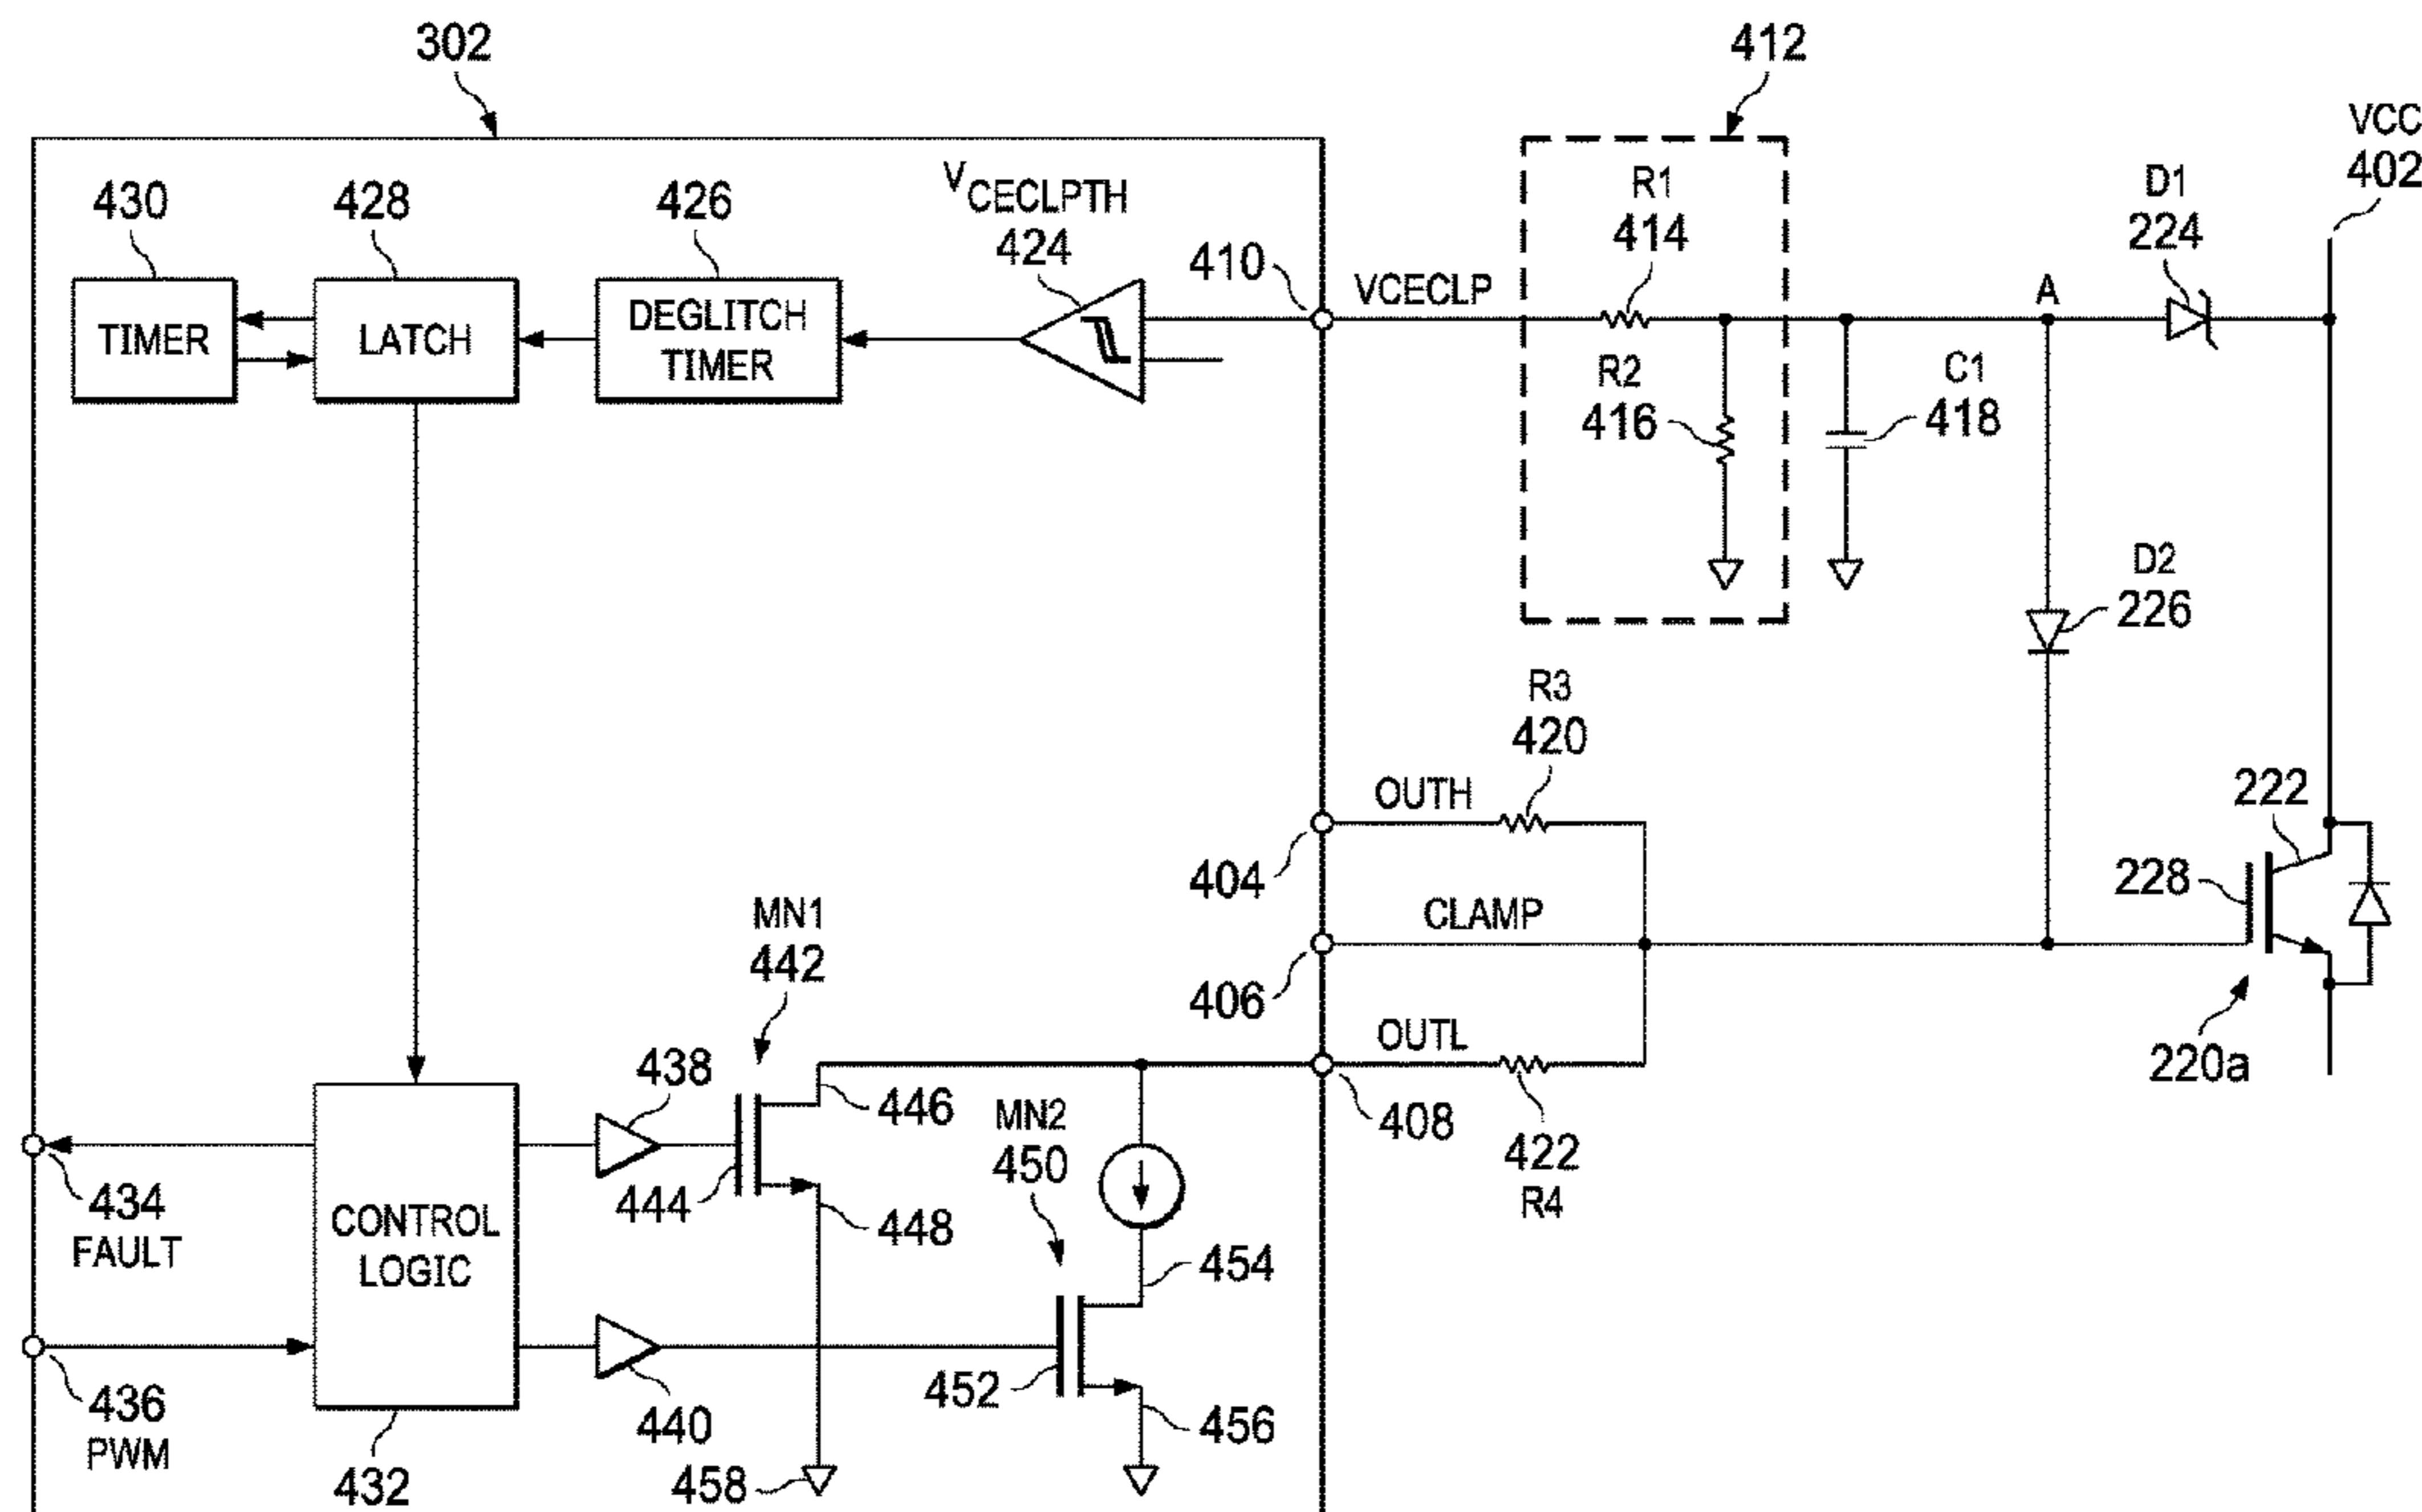 302
412
VCC
402
430
428
426
V
CECLPTH
424
410
VCECLP
R1
414
A
D1
224
TIMER
LATCH
DEGLITCH
TIMER
R2
416
C1
418
D2
226
R3
420
OUTH
404
222
228
CLAMP
406
MN1
442
OUTL
408
220a
438
446
MN2
450
422
R4
444
448
434
FAULT
CONTROL
LOGIC
454
452
456
436
PWM
440
432
458